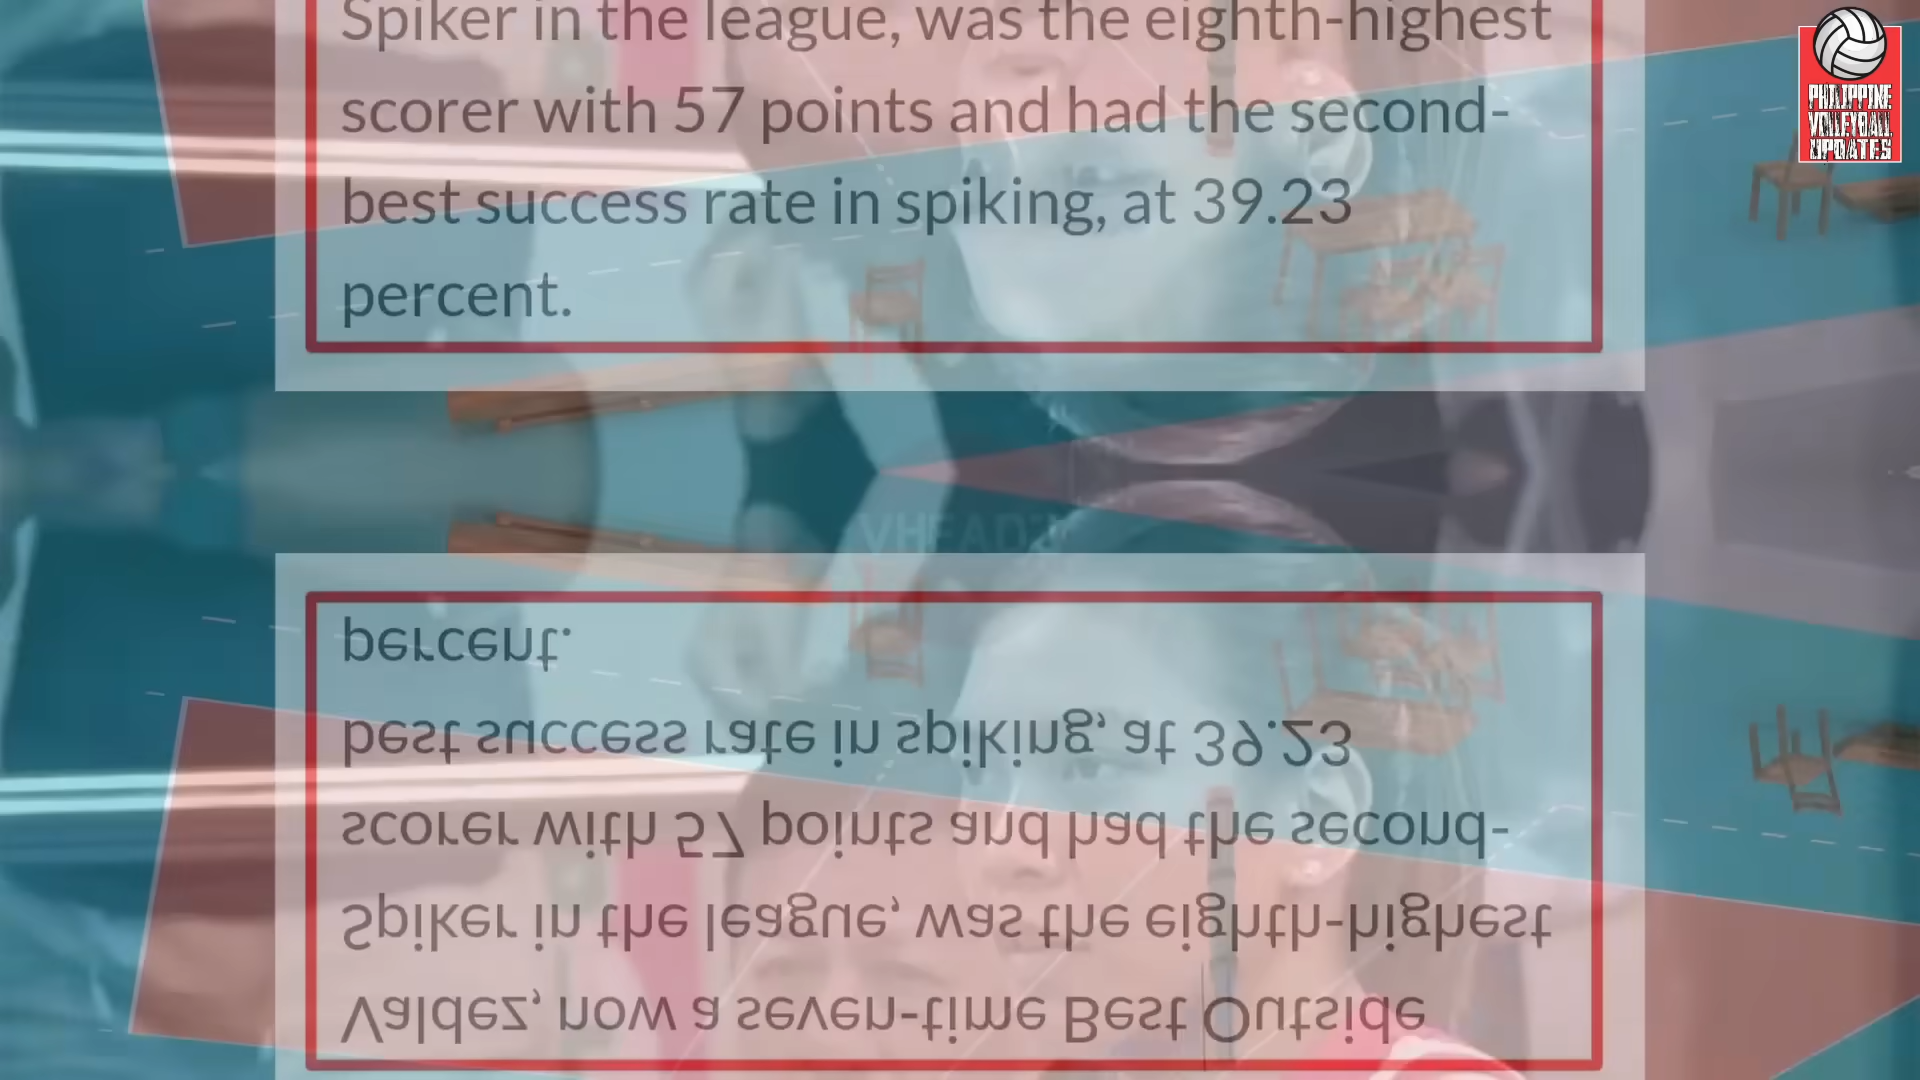 Spiker in the league, was the eighth-highest
scorer with 57 points and had the second-
best success rate in spiking, at 39.23
percent.
PHILIPPINE
VOLLEYBALL
UPDATES
percent.
best success rate in spiking, at 39.23
scorer with 57 points and had the second-
Spiker in the league, was the eighth-highest
Valdez, now a seven-time Best Outside